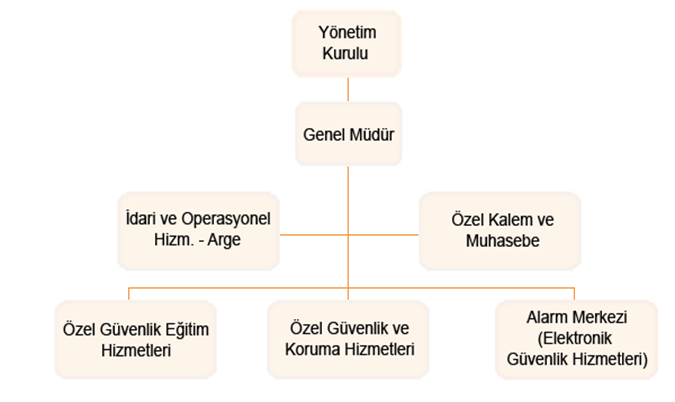 Yönetim
Kurulu
Genel Müdür
İdari ve Operasyonel
Hizm. - Arge
Özel Kalem ve
Muhasebe
Özel Güvenlik Eğitim
Hizmetleri
Özel Güvenlik ve
Koruma Hizmetleri
Alarm Merkezi
(Elektronik
Güvenlik Hizmetleri)